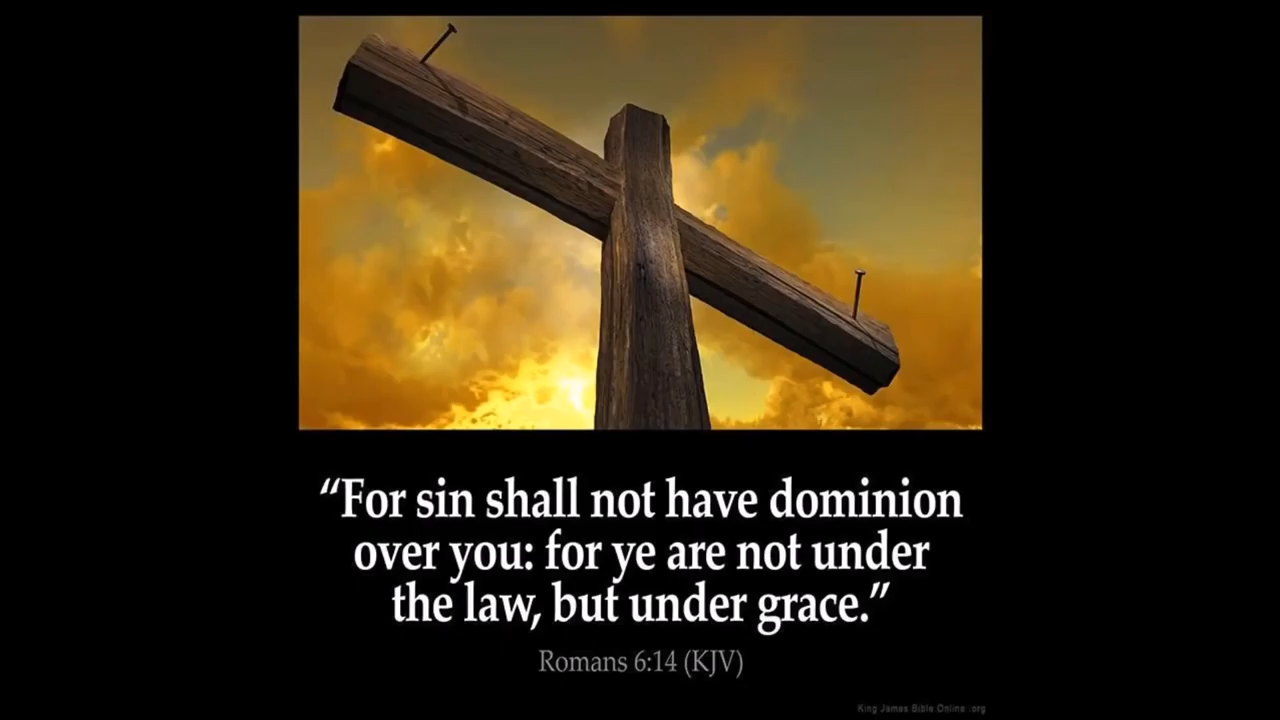 “For sin shall not have dominion
over you: for ye are not under
the law, but under grace.”
Romans 6:14 (KJV)
King James Bible Online .org